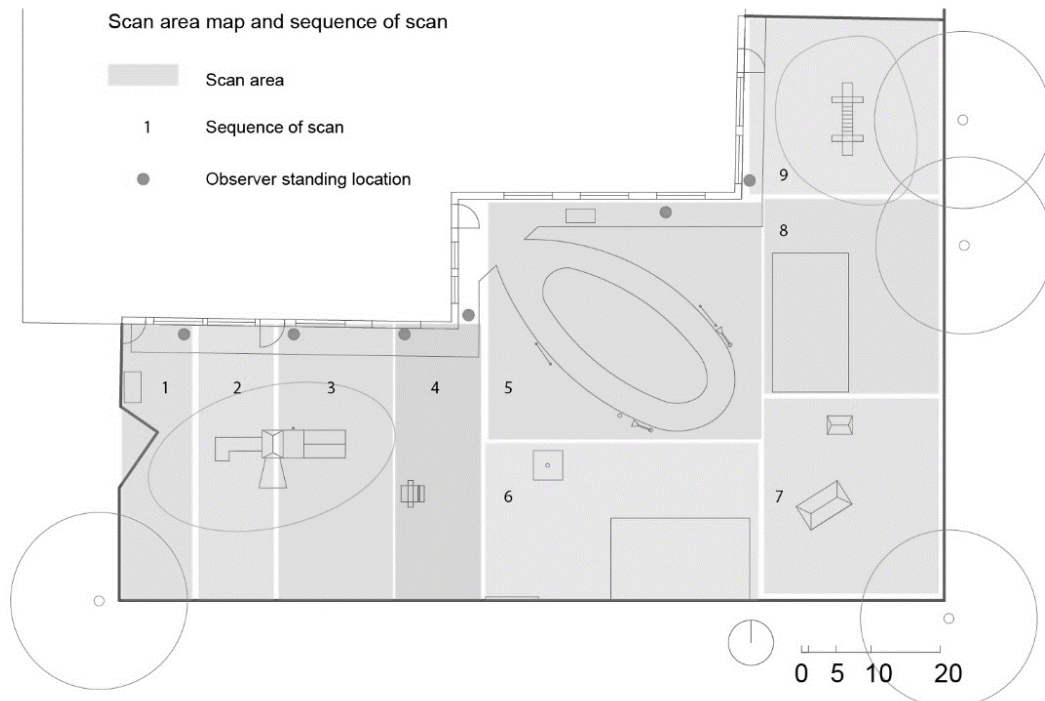 Scan area map and sequence of scan
Scan area
1 Sequence of scan
Observer standing location
9
8
1 2 3 4 5
6 7
0 5 10 20